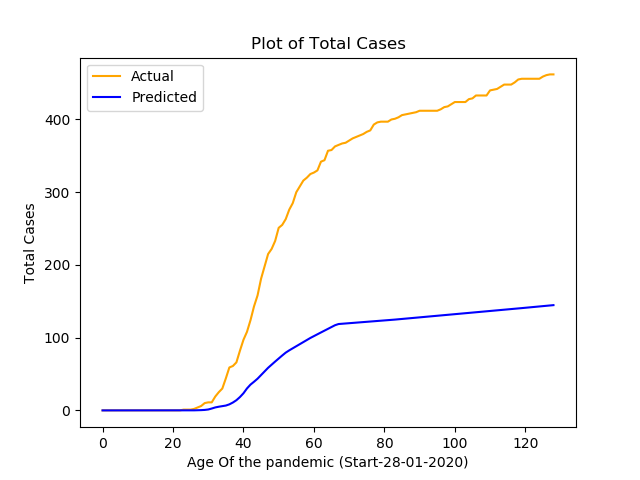 Plot of Total Cases
Actual
Predicted
Total Cases
400
300
200
100
0
0 20 40 60 80 100 120
Age Of the pandemic (Start-28-01-2020)